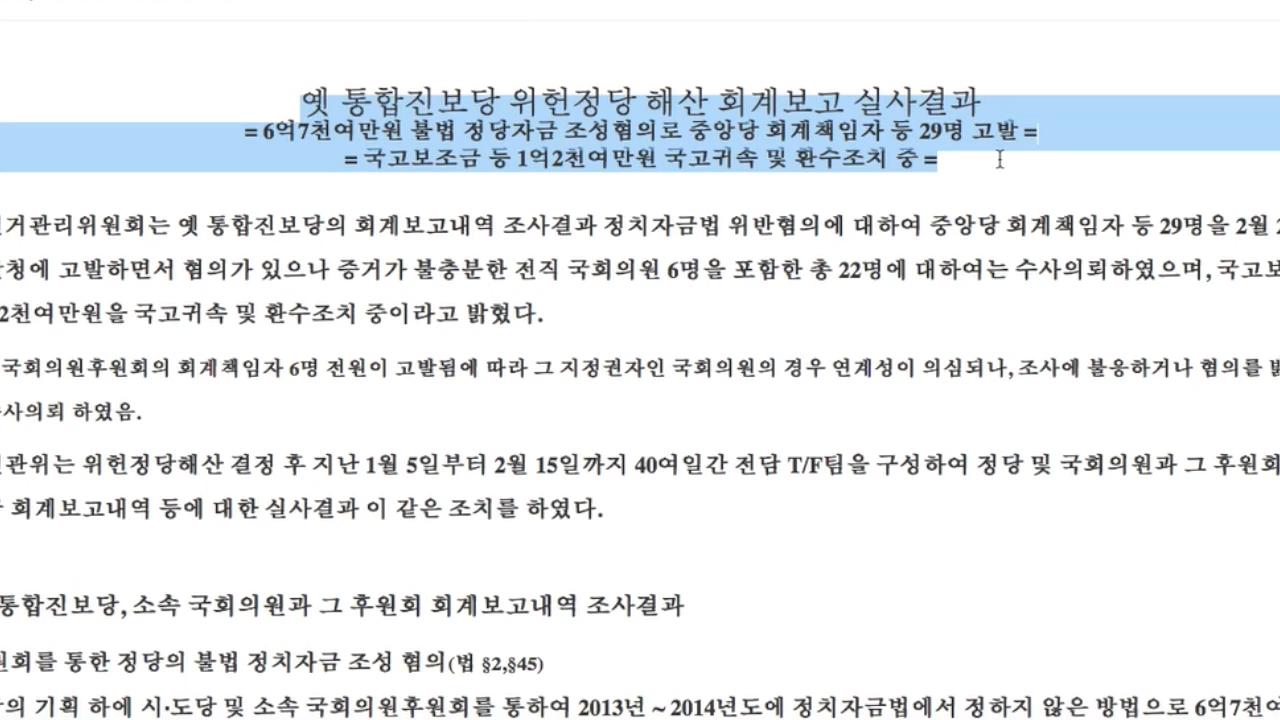 옛 통합진보당 위헌정당 해산 회계보고 실사결과
= 6억7천여만원 불법 정당자금 조성혐의로 중앙당 회계책임자 등 29명 고발 =
= 국고보조금 등 1억2천여만원 국고귀속 및 환수조치 중 =
거관리위원회는 옛 통합진보당의 회계보고내역 조사결과 정치자금법 위반혐의에 대하여 중앙당 회계책임자 등 29명을 2월
청에 고발하면서 혐의가 있으나 증거가 불충분한 전직 국회의원 6명을 포함한 총 22명에 대하여는 수사의뢰하였으며, 국고보
2천여만원을 국고귀속 및 환수조치 중이라고 밝혔다.
국회의원후원회의 회계책임자 6명 전원이 고발됨에 따라 그 지정권자인 국회의원의 경우 연계성이 의심되나, 조사에 불응하거나 혐의를
사의뢰 하였음.
관위는 위헌정당해산 결정 후 지난 1월 5일부터 2월 15일까지 40여일간 전담 T/F팀을 구성하여 정당 및 국회의원과 그 후원회
회계보고내역 등에 대한 실사결과 이 같은 조치를 하였다.
통합진보당, 소속 국회의원과 그 후원회 회계보고내역 조사결과
원회를 통한 정당의 불법 정치자금 조성 혐의(법 §2,§45)
의 기획 하에 시·도당 및 소속 국회의원후원회를 통하여 2013년 ~ 2014년도에 정치자금법에서 정하지 않은 방법으로 6억7천여